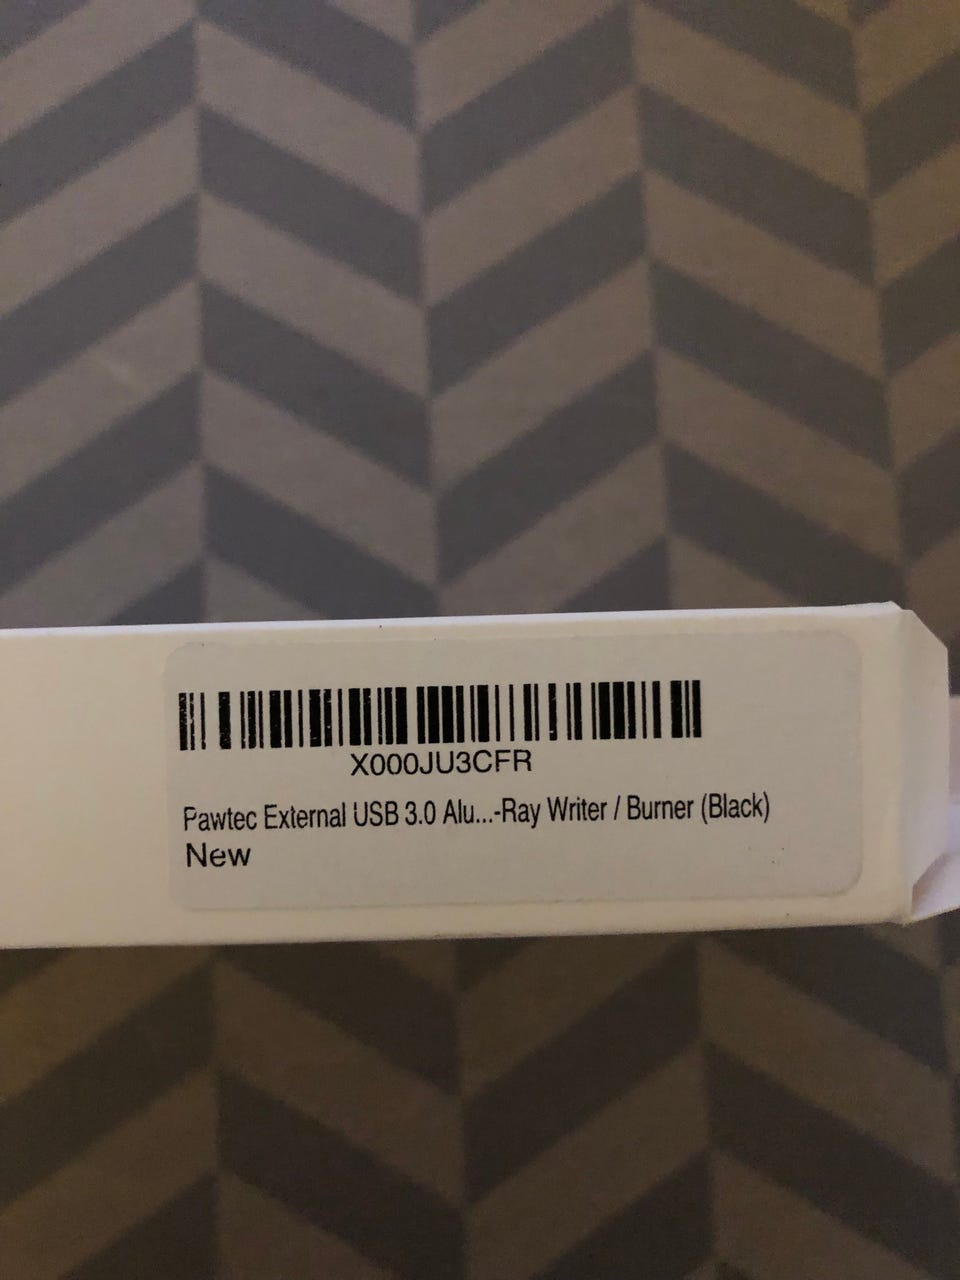 X000JU3CFR
Pawtec External USB 3.0 Alu...-Ray Writer / Burner (Black)
New